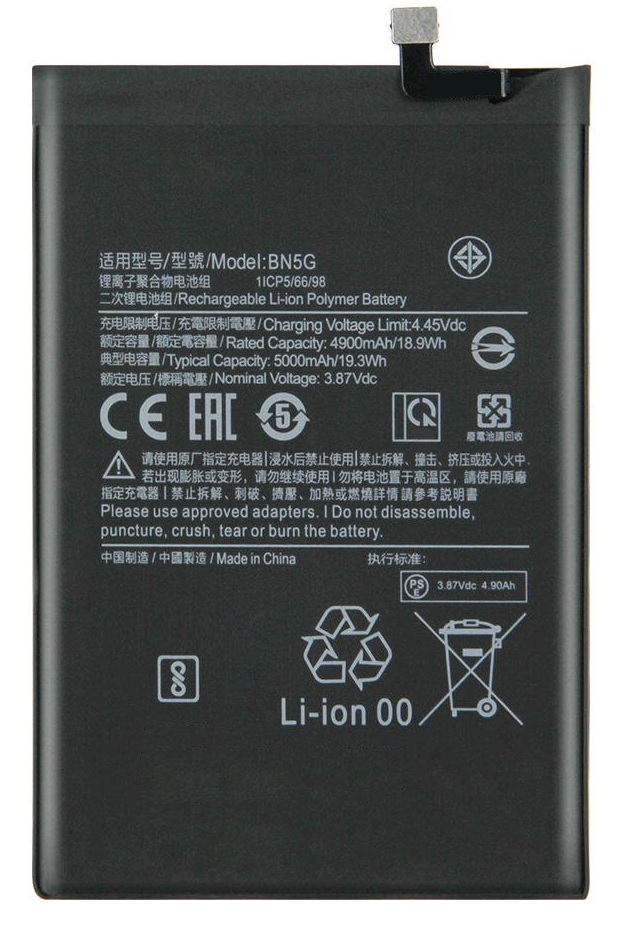 适用型号/型號/Model:BN5G
锂离子聚合物电池组 1ICP5/66/98
二次锂电池组/Rechargeable Li-ion Polymer Battery
充电限制电压/充電限制電壓/Charging Voltage Limit:4.45Vdc
额定容量/額定電容量/Rated Capacity: 4900mAh/18.9Wh
典型电容量/Typical Capacity: 5000mAh/19.3Wh
额定电压/標稱電壓/Nominal Voltage: 3.87Vdc
CE EAC 5
廢電池請回收
请使用原厂指定充电器|浸水后禁止使用|禁止拆解、撞击、挤压或投入火中.
若出现膨胀或变形，请勿继续使用|勿将电池置于高温区，請使用原廠
指定充電器|禁止拆解、刺破、擠壓、加熱或燃燒詳情請參考說明書
Please use approved adapters. I Do not disassemble,
puncture, crush, tear or burn the battery.
中国制造/中國製造/Made in China 执行标准:
PSE 3.87Vdc 4.90Ah
Li-ion 00